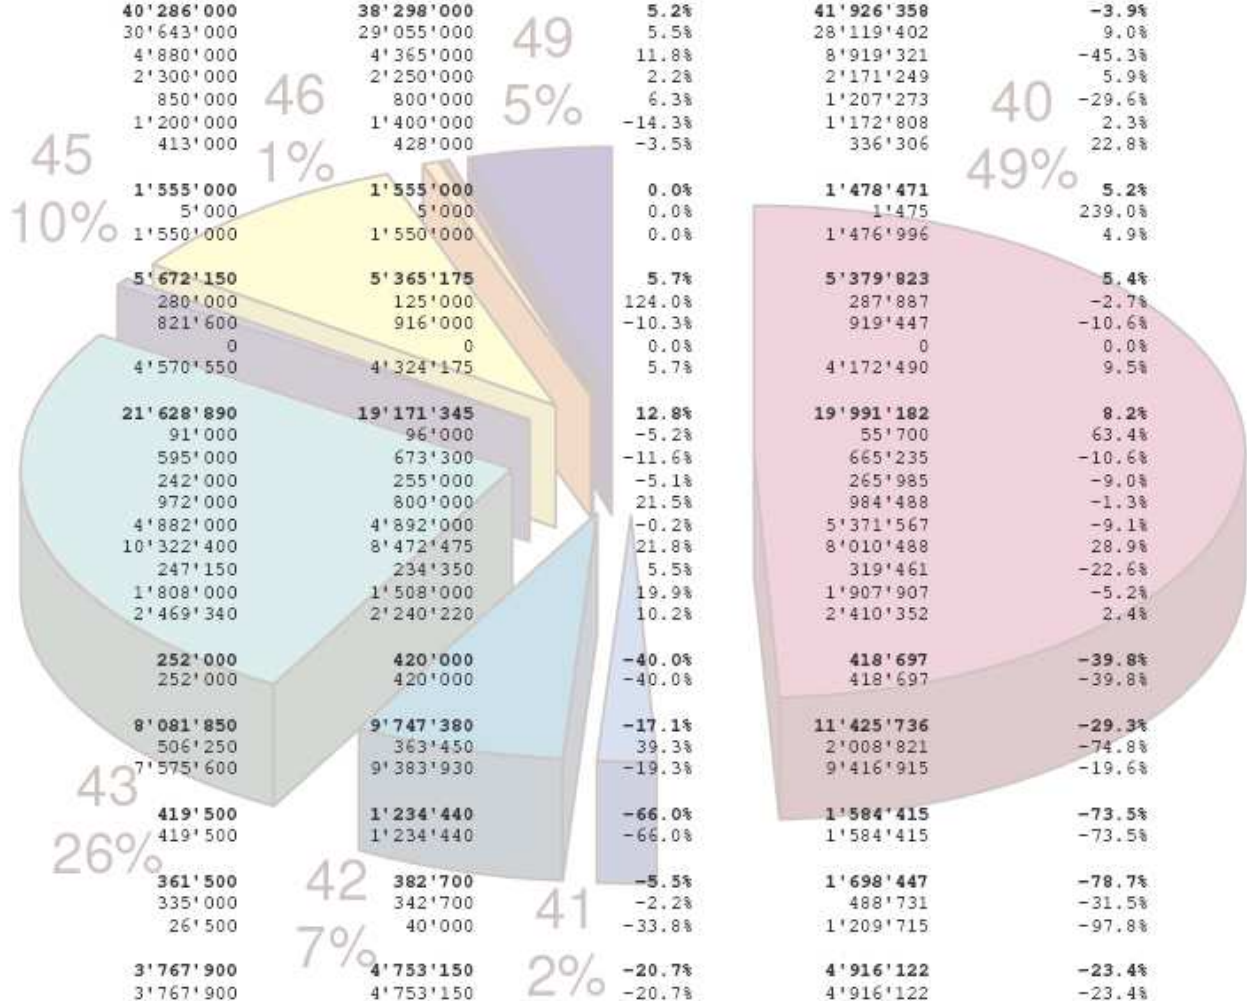 40'286'000 38'298'000 5.2% 41'926'358 -3.9%
30'643'000 29'055'000 5.5% 28'119'402 9.0%
49
4'880'000 4'365'000 11.8% 8'919'321 -45.3%
2'300'000 2'250'000 2.2% 2'171'249 5.9%
46
850'000 800'000 6.3% 1'207'273 -29.6%
5%
40
1'200'000 1'400'000 -14.3% 1'172'808 2.3%
413'000 428'000 -3.5% 336'306 22.8%
45
1%
49%
1'555'000 1'555'000 0.0% 1'478'471 5.2%
5'000 5'000 0.0% 1'475 239.0%
10%
1'550'000 1'550'000 0.0% 1'476'996 4.9%
5'672'150 5'365'175 5.7% 5'379'823 5.4%
280'000 125'000 124.0% 287'887 -2.7%
821'600 916'000 -10.3% 919'447 -10.6%
0 0 0.0% 0 0.0%
4'570'550 4'324'175 5.7% 4'172'490 9.5%
21'628'890 19'171'345 12.8% 19'991'182 8.2%
91'000 96'000 -5.2% 55'700 63.4%
595'000 673'300 -11.6% 665'235 -10.6%
242'000 255'000 -5.1% 265'985 -9.0%
972'000 800'000 21.5% 984'488 -1.3%
4'882'000 4'892'000 -0.2% 5'371'567 -9.1%
10'322'400 8'472'475 21.8% 8'010'488 28.9%
247'150 234'350 5.5% 319'461 -22.6%
1'808'000 1'508'000 19.9% 1'907'907 -5.2%
2'469'340 2'240'220 10.2% 2'410'352 2.4%
252'000 420'000 -40.0% 418'697 -39.8%
252'000 420'000 -40.0% 418'697 -39.8%
8'081'850 9'747'380 -17.1% 11'425'736 -29.3%
506'250 363'450 39.3% 2'008'821 -74.8%
7'575'600 9'383'930 -19.3% 9'416'915 -19.6%
43
419'500 1'234'440 -66.0% 1'584'415 -73.5%
419'500 1'234'440 -66.0% 1'584'415 -73.5%
26%
361'500 382'700 -5.5% 1'698'447 -78.7%
42
335'000 342'700 -2.2% 488'731 -31.5%
41
26'500 40'000 -33.8% 1'209'715 -97.8%
7%
3'767'900 4'753'150 -20.7% 4'916'122 -23.4%
2%
3'767'900 4'753'150 -20.7% 4'916'122 -23.4%